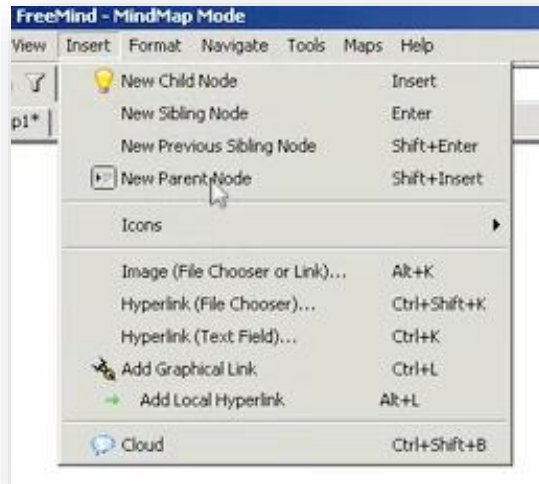 FreeMind - MindMap Mode
View Insert Format Navigate Tools Maps Help
New Child Node Insert
p1*
New Sibling Node Enter
New Previous Sibling Node Shift+Enter
New Parent Node Shift+Insert
Icons
Image (File Chooser or Link)... Alt+K
Hyperlink (File Chooser)... Ctrl+Shift+K
Hyperlink (Text Field)... Ctrl+K
Add Graphical Link Ctrl+L
Add Local Hyperlink Alt+L
Cloud Ctrl+Shift+B